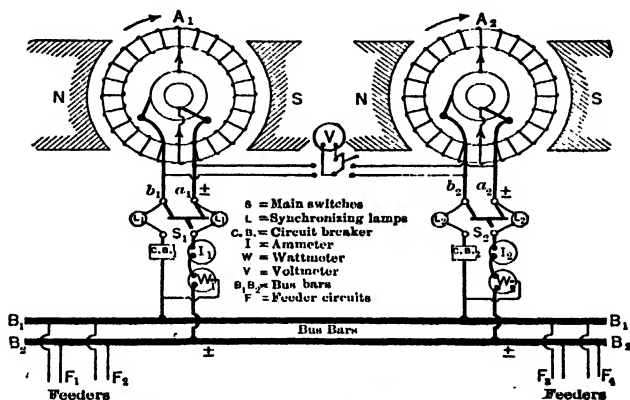 A1 A2
N S N S
V
b1 a1 ± b2 a2 ±
S = Main switches
L = Synchronizing lamps
C.B. = Circuit breaker
I = Ammeter
W = Wattmeter
V = Voltmeter
B1B2 = Bus bars
F = Feeder circuits
L1 L1 L2 L2
S1 S2
C.B. I1 C.B. I2
W1 W2
B1 B1
Bus Bars
B2 ± ± B2
F1 F2 F3 F4
Feeders Feeders